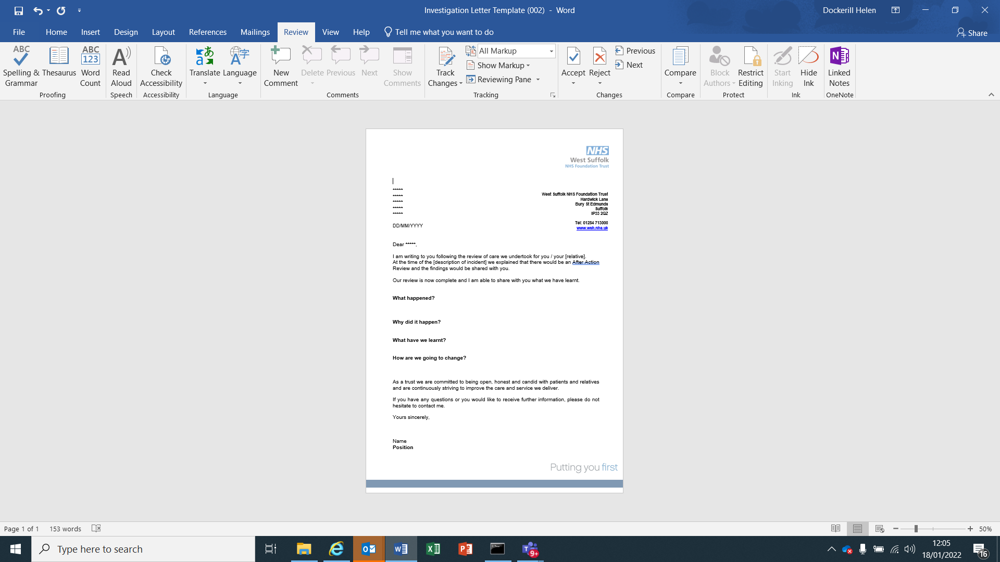 Investigation Letter Template (002) - Word
Dockerill Helen
File Home Insert Design Layout References Mailings Review View Help Tell me what you want to do
Share
ABC
Spelling &
Grammar
Thesaurus
ABC
123
Word
Count
Proofing
Read
Aloud
Speech
Check
Accessibility
Accessibility
Translate
Language
Language
New
Comment
Delete
Previous
Next
Show
Comments
Comments
Track
Changes
All Markup
Show Markup
Reviewing Pane
Tracking
Accept
Reject
Previous
Next
Changes
Compare
Compare
Block
Authors
Restrict
Editing
Protect
Start
Inking
Hide
Ink
Ink
Linked
Notes
OneNote
NHS
West Suffolk
NHS Foundation Trust
*****
*****
*****
*****
*****
West Suffolk NHS Foundation Trust
Hardwick Lane
Bury St Edmunds
Suffolk
IP33 2QZ
Tel: 01284 713000
www.wsh.nhs.uk
DD/MM/YYYY
Dear *****,
I am writing to you following the review of care we undertook for you / your [relative].
At the time of the [description of incident] we explained that there would be an After Action
Review and the findings would be shared with you.
Our review is now complete and I am able to share with you what we have learnt.
What happened?
Why did it happen?
What have we learnt?
How are we going to change?
As a trust we are committed to being open, honest and candid with patients and relatives
and are continuously striving to improve the care and service we deliver.
If you have any questions or you would like to receive further information, please do not
hesitate to contact me.
Yours sincerely,
Name
Position
Putting you first
Page 1 of 1 153 words
50%
Type here to search
9+
12:05
18/01/2022
16